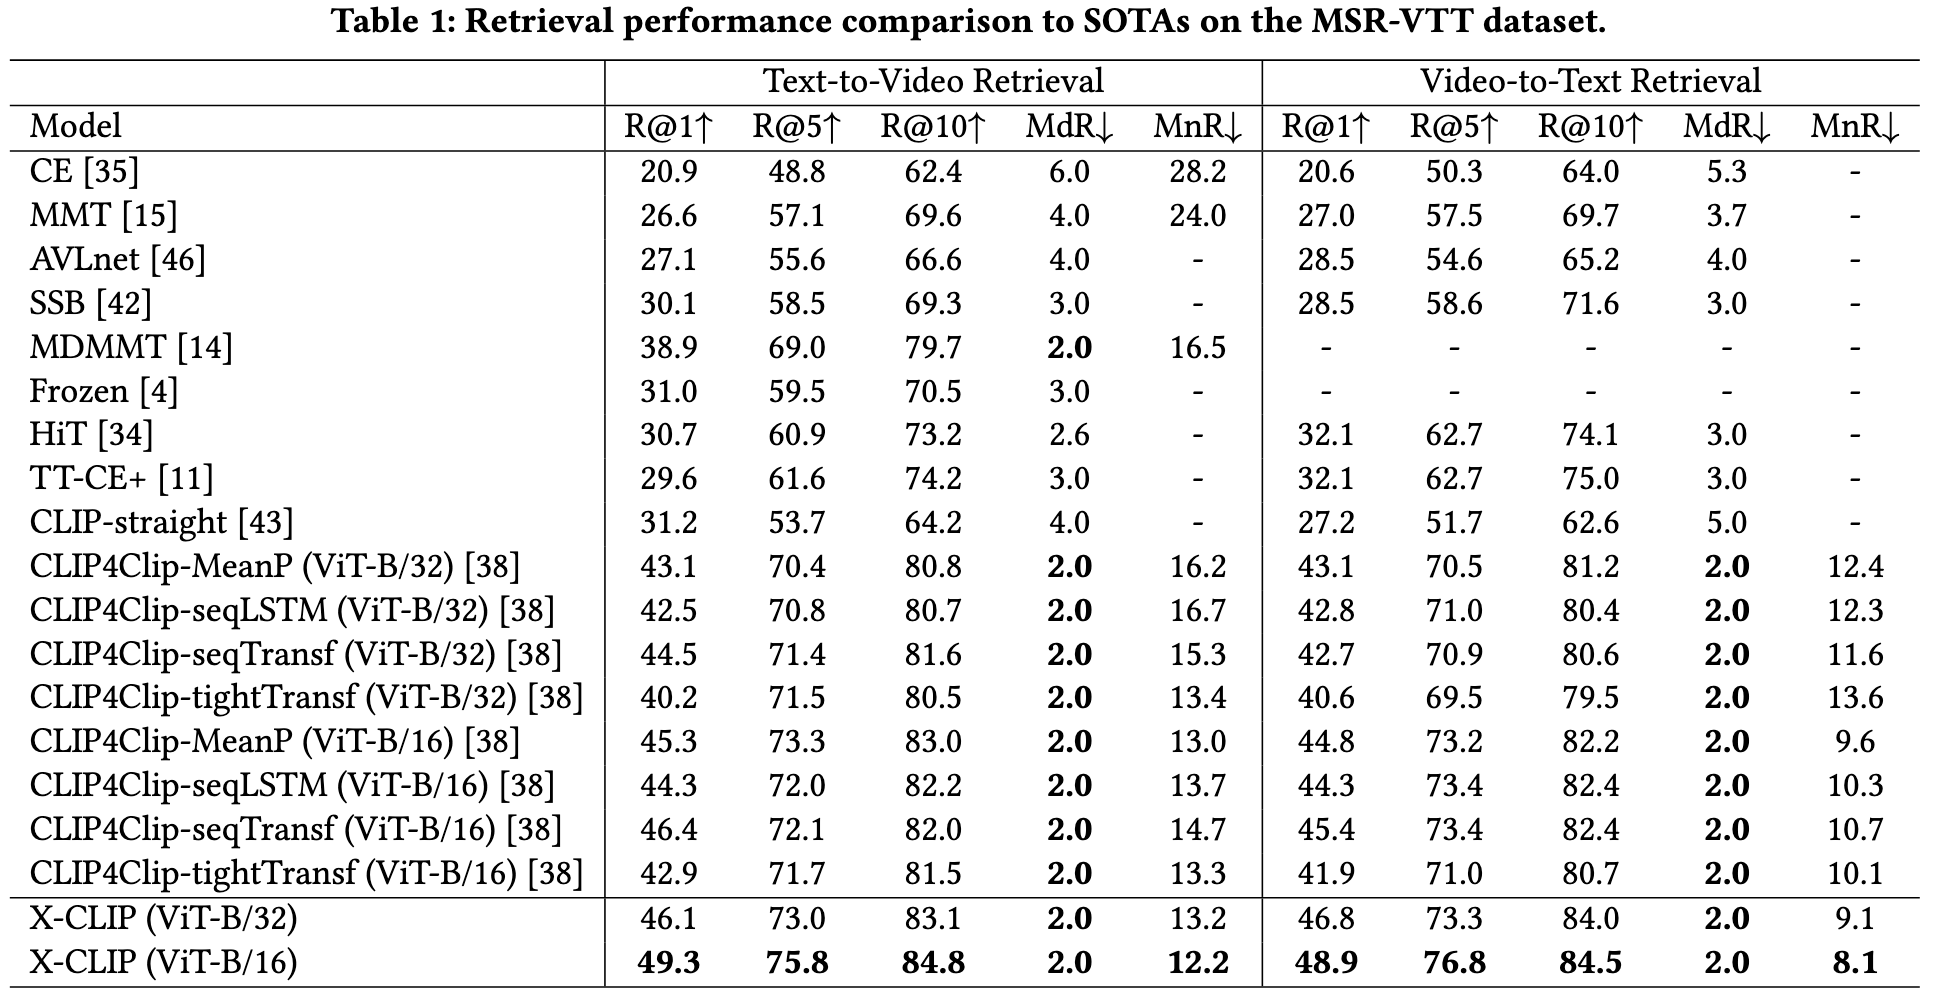 Table 1: Retrieval performance comparison to SOTAs on the MSR-VTT dataset.
Text-to-Video Retrieval Video-to-Text Retrieval
Model R@1↑ R@5↑ R@10↑ MdR↓ MnR↓ R@1↑ R@5↑ R@10↑ MdR↓ MnR↓
CE [35] 20.9 48.8 62.4 6.0 28.2 20.6 50.3 64.0 5.3 -
MMT [15] 26.6 57.1 69.6 4.0 24.0 27.0 57.5 69.7 3.7 -
AVLnet [46] 27.1 55.6 66.6 4.0 - 28.5 54.6 65.2 4.0 -
SSB [42] 30.1 58.5 69.3 3.0 - 28.5 58.6 71.6 3.0 -
MDMMT [14] 38.9 69.0 79.7 2.0 16.5 - - - - -
Frozen [4] 31.0 59.5 70.5 3.0 - - - - - -
HiT [34] 30.7 60.9 73.2 2.6 - 32.1 62.7 74.1 3.0 -
TT-CE+ [11] 29.6 61.6 74.2 3.0 - 32.1 62.7 75.0 3.0 -
CLIP-straight [43] 31.2 53.7 64.2 4.0 - 27.2 51.7 62.6 5.0 -
CLIP4Clip-MeanP (ViT-B/32) [38] 43.1 70.4 80.8 2.0 16.2 43.1 70.5 81.2 2.0 12.4
CLIP4Clip-seqLSTM (ViT-B/32) [38] 42.5 70.8 80.7 2.0 16.7 42.8 71.0 80.4 2.0 12.3
CLIP4Clip-seqTransf (ViT-B/32) [38] 44.5 71.4 81.6 2.0 15.3 42.7 70.9 80.6 2.0 11.6
CLIP4Clip-tightTransf (ViT-B/32) [38] 40.2 71.5 80.5 2.0 13.4 40.6 69.5 79.5 2.0 13.6
CLIP4Clip-MeanP (ViT-B/16) [38] 45.3 73.3 83.0 2.0 13.0 44.8 73.2 82.2 2.0 9.6
CLIP4Clip-seqLSTM (ViT-B/16) [38] 44.3 72.0 82.2 2.0 13.7 44.3 73.4 82.4 2.0 10.3
CLIP4Clip-seqTransf (ViT-B/16) [38] 46.4 72.1 82.0 2.0 14.7 45.4 73.4 82.4 2.0 10.7
CLIP4Clip-tightTransf (ViT-B/16) [38] 42.9 71.7 81.5 2.0 13.3 41.9 71.0 80.7 2.0 10.1
X-CLIP (ViT-B/32) 46.1 73.0 83.1 2.0 13.2 46.8 73.3 84.0 2.0 9.1
X-CLIP (ViT-B/16) 49.3 75.8 84.8 2.0 12.2 48.9 76.8 84.5 2.0 8.1